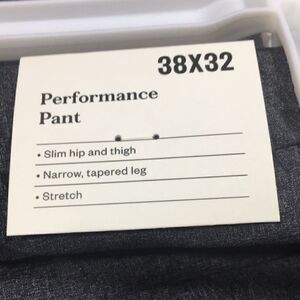 38X32
Performance
Pant
• Slim hip and thigh
• Narrow, tapered leg
• Stretch